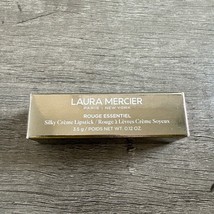 LAURA MERCIER
PARIS - NEW YORK
ROUGE ESSENTIEL
Silky Crème Lipstick / Rouge à Lèvres Crème Soyeux
3.5 g / POIDS NET WT. 0.12 OZ.